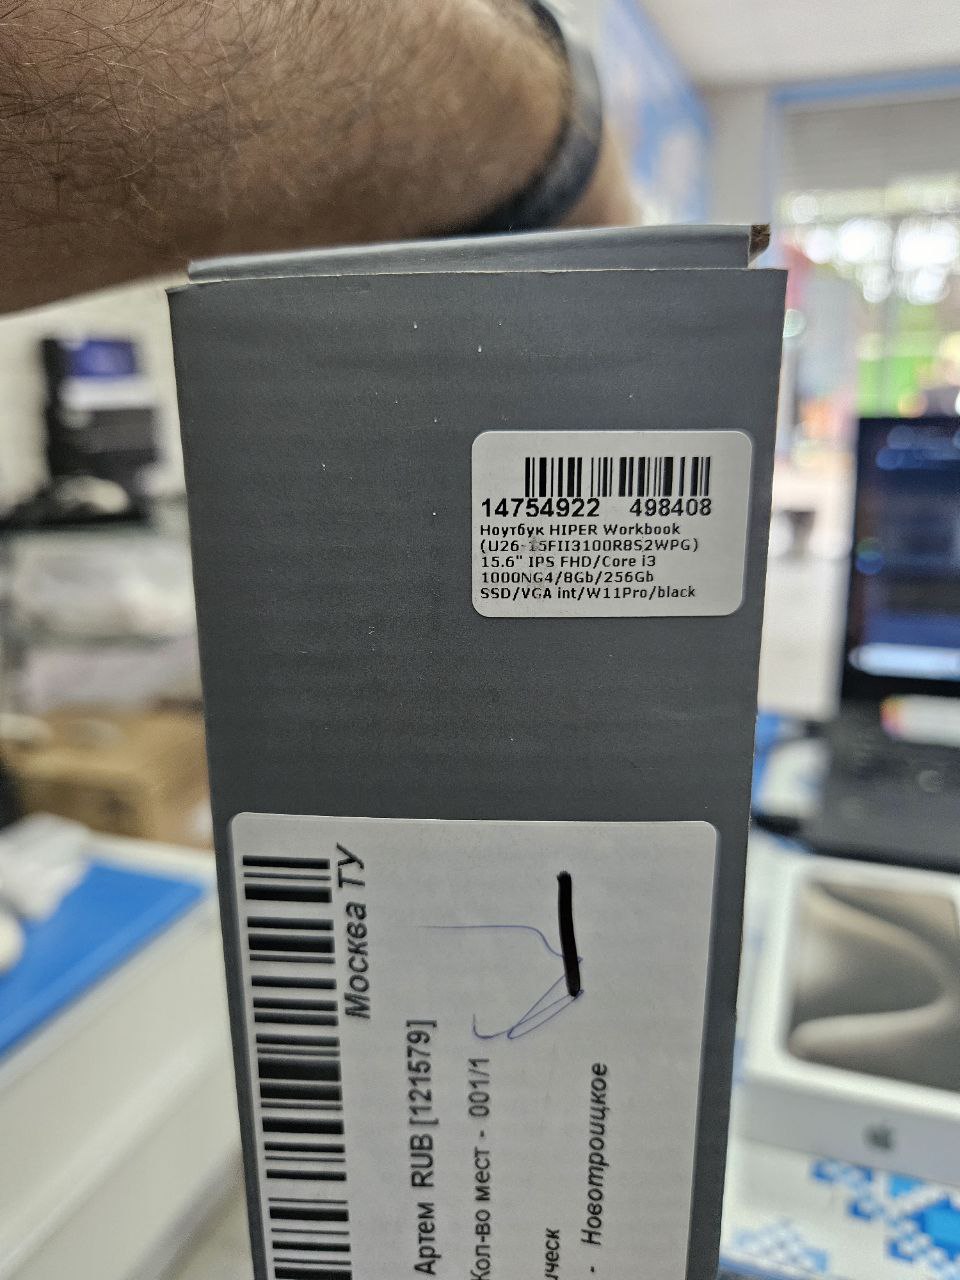 14754922 498408
Ноутбук HIPER Workbook
(U26-15FII3100R8S2WPG)
15.6" IPS FHD/Core i3
1000NG4/8Gb/256Gb
SSD/VGA int/W11Pro/black
Москва ТУ
Артем RUB [121579]
Кол-во мест - 001/1
ическ
- Новотроицкое